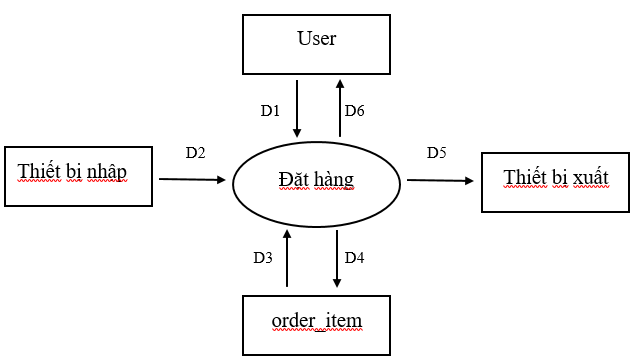 User
D1
D6
D2
D5
Thiết bị nhập
Đặt hàng
Thiết bị xuất
D3
D4
order_item